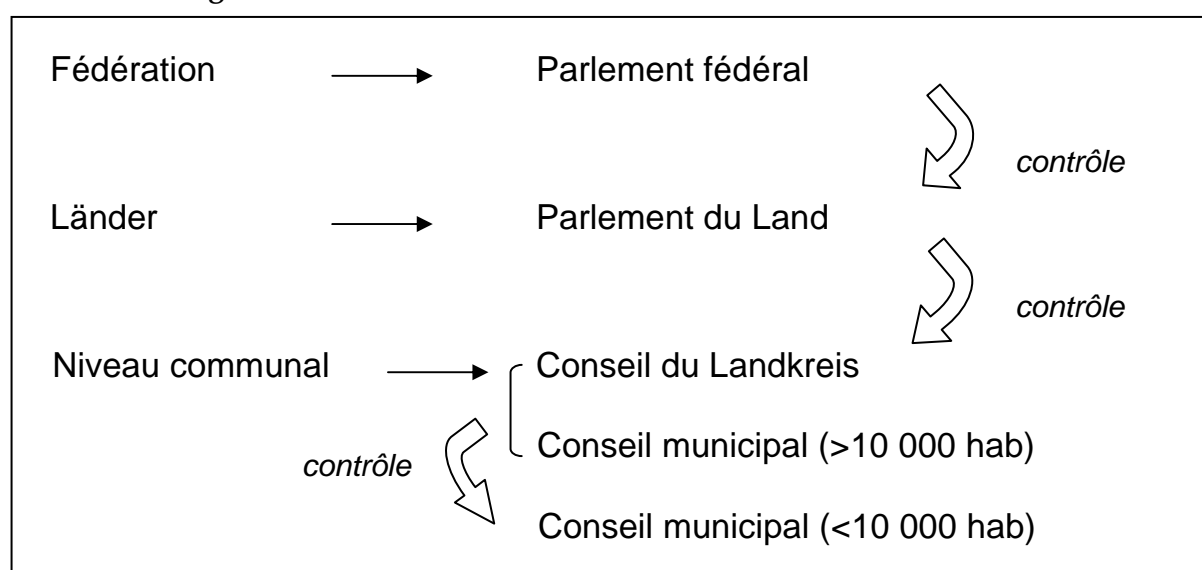 Fédération Parlement fédéral
contrôle
Länder Parlement du Land
contrôle
Niveau communal Conseil du Landkreis
Conseil municipal (>10 000 hab)
contrôle
Conseil municipal (<10 000 hab)